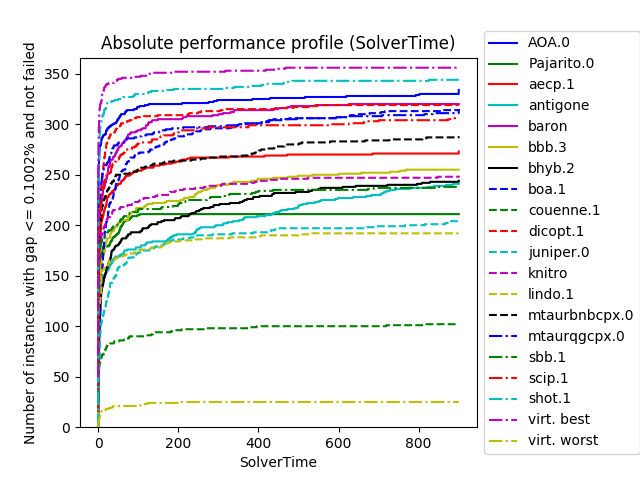 Absolute performance profile (SolverTime)
Number of instances with gap <= 0.1002% and not failed
350
300
250
200
150
100
50
0
0 200 400 600 800
SolverTime
AOA.0
Pajarito.0
aecp.1
antigone
baron
bbb.3
bhyb.2
boa.1
couenne.1
dicopt.1
juniper.0
knitro
lindo.1
mtaurbnbcpx.0
mtaurqgcpx.0
sbb.1
scip.1
shot.1
virt. best
virt. worst